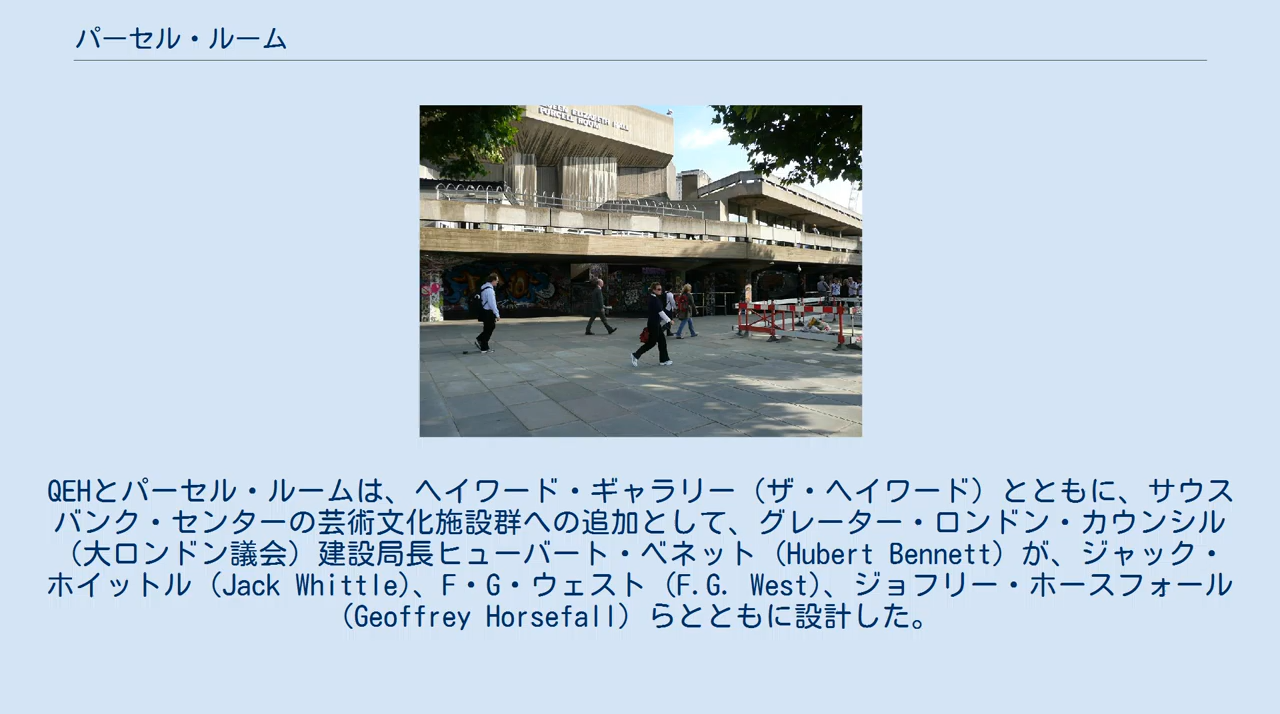 パーセル・ルーム
QUEEN ELIZABETH HALL
PURCELL ROOM
QEHとパーセル・ルームは、ヘイワード・ギャラリー（ザ・ヘイワード）とともに、サウス
バンク・センターの芸術文化施設群への追加として、グレーター・ロンドン・カウンシル
（大ロンドン議会）建設局長ヒューバート・ベネット（Hubert Bennett）が、ジャック・
ホイットル（Jack Whittle）、F・G・ウェスト（F.G. West）、ジョフリー・ホースフォール
（Geoffrey Horsefall）らとともに設計した。